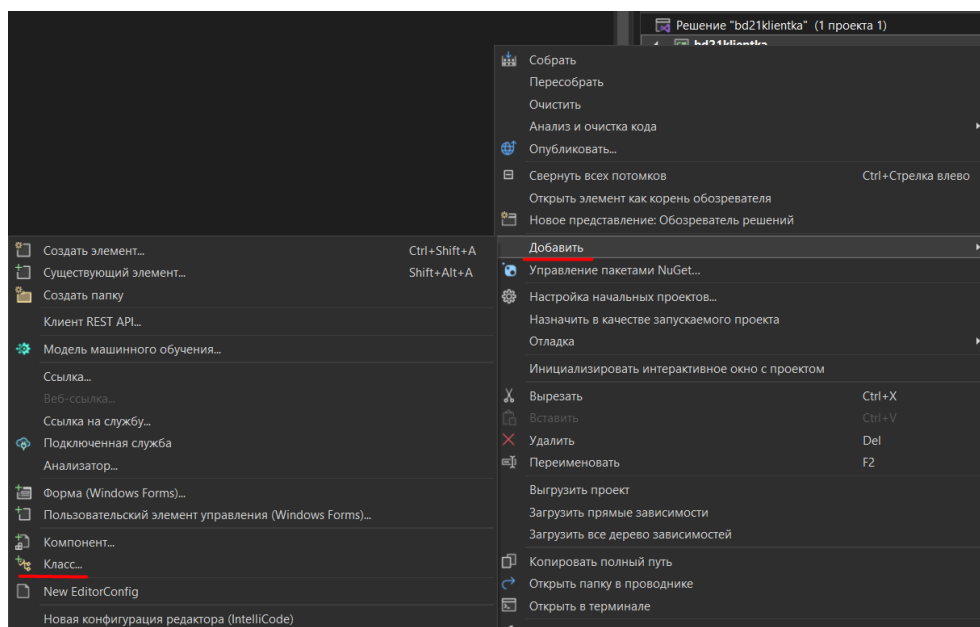 Решение "bd21klientka" (1 проекта 1)
bd21klientka
Собрать
Пересобрать
Очистить
Анализ и очистка кода
Опубликовать...
Свернуть всех потомков Ctrl+Стрелка влево
Открыть элемент как корень обозревателя
Новое представление: Обозреватель решений
Добавить
Управление пакетами NuGet...
Настройка начальных проектов...
Назначить в качестве запускаемого проекта
Отладка
Инициализировать интерактивное окно с проектом
Вырезать Ctrl+X
Вставить Ctrl+V
Удалить Del
Переименовать F2
Выгрузить проект
Загрузить прямые зависимости
Загрузить все дерево зависимостей
Копировать полный путь
Открыть папку в проводнике
Открыть в терминале
Создать элемент... Ctrl+Shift+A
Существующий элемент... Shift+Alt+A
Создать папку
Клиент REST API...
Модель машинного обучения...
Ссылка...
Веб-ссылка...
Ссылка на службу...
Подключенная служба
Анализатор...
Форма (Windows Forms)...
Пользовательский элемент управления (Windows Forms)...
Компонент...
Класс...
New EditorConfig
Новая конфигурация редактора (IntelliCode)